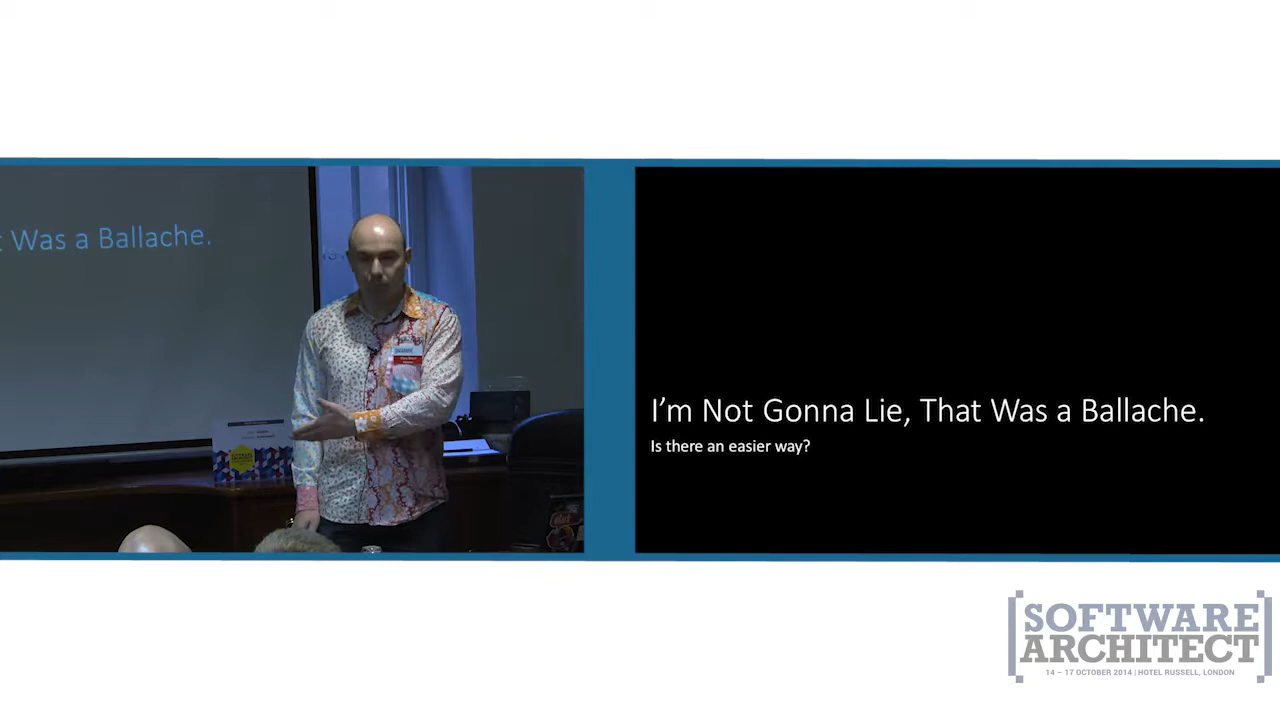 Was a Ballache.
I'm Not Gonna Lie, That Was a Ballache.
Is there an easier way?
SOFTWARE
ARCHITECT
14 – 17 OCTOBER 2014 | HOTEL RUSSELL, LONDON